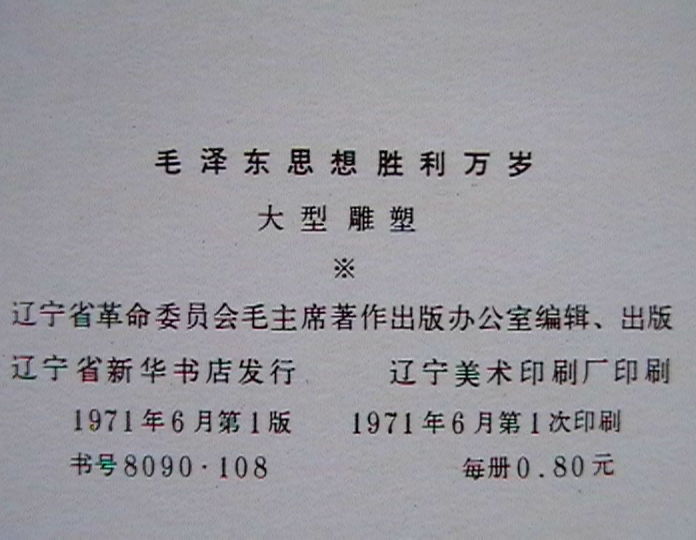 毛泽东思想胜利万岁
大型雕塑
※
辽宁省革命委员会毛主席著作出版办公室编辑、出版
辽宁省新华书店发行 辽宁美术印刷厂印刷
1971年6月第1版 1971年6月第1次印刷
书号8090·108 每册0.80元